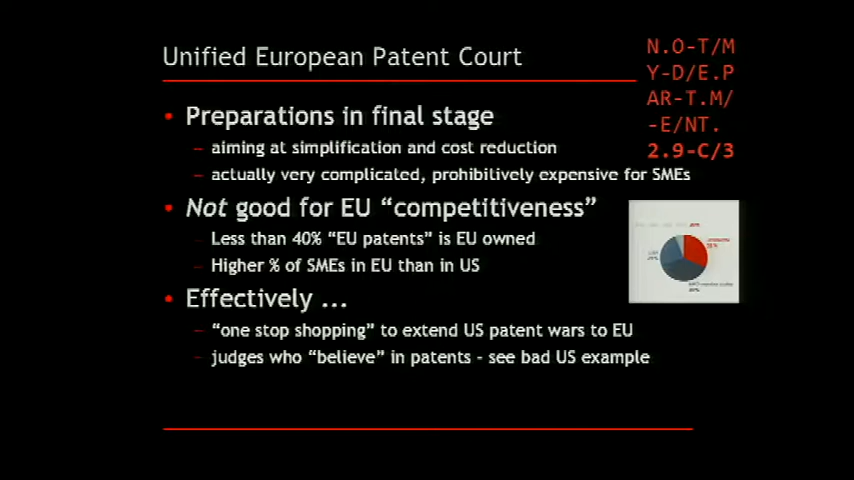 Unified European Patent Court
N.O-T/M
Y-D/E.P
AR-T.M/
-E/NT.
2.9-C/3
• Preparations in final stage
– aiming at simplification and cost reduction
– actually very complicated, prohibitively expensive for SMEs
• Not good for EU “competitiveness”
– Less than 40% “EU patents” is EU owned
– Higher % of SMEs in EU than in US
• Effectively ...
– “one stop shopping” to extend US patent wars to EU
– judges who “believe” in patents - see bad US example